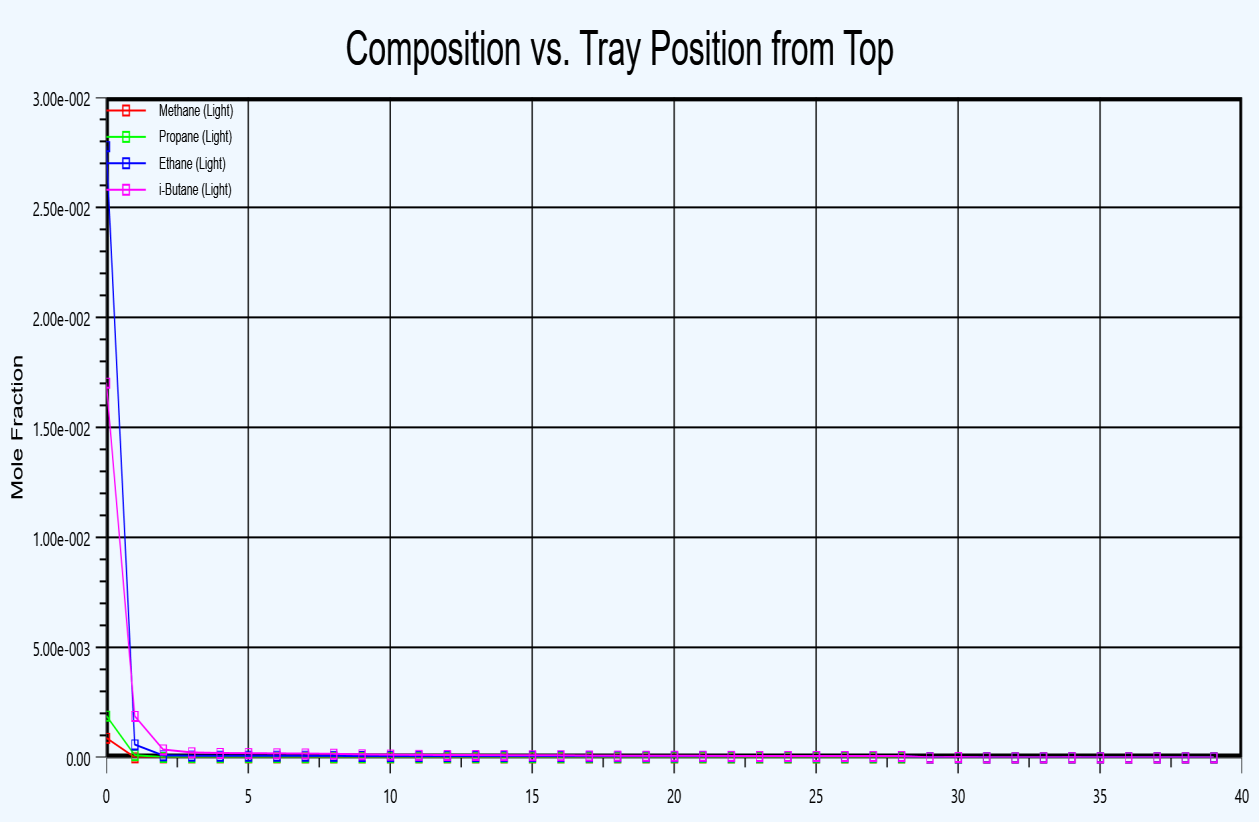 Composition vs. Tray Position from Top
3.00e-002
Methane (Light)
Propane (Light)
Ethane (Light)
i-Butane (Light)
2.50e-002
2.00e-002
1.50e-002
1.00e-002
5.00e-003
0.00
Mole Fraction
0 5 10 15 20 25 30 35 40